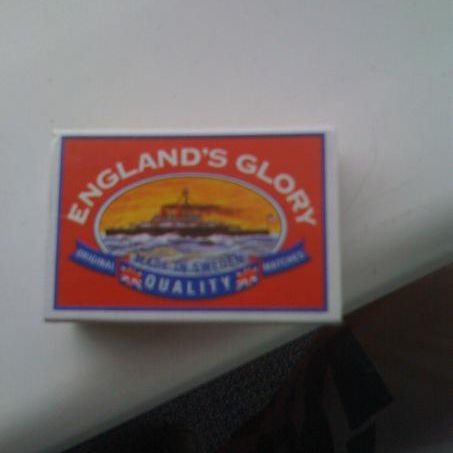 ENGLAND'S GLORY
MADE IN SWEDEN
ORIGINAL QUALITY MATCHES